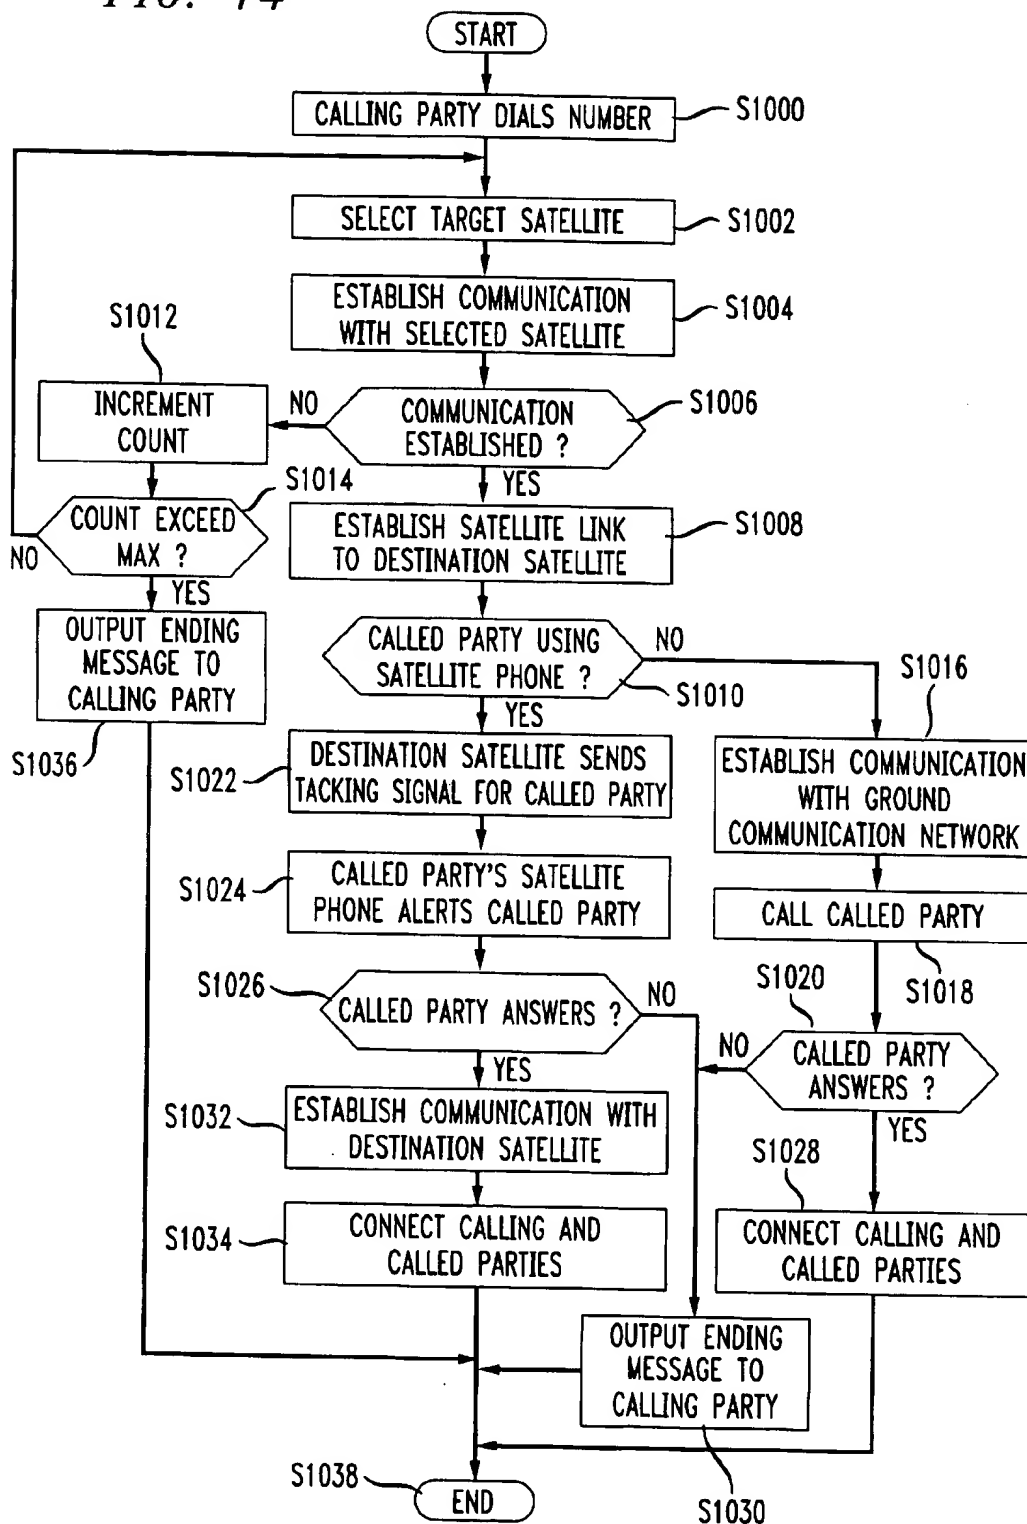 FIG. 14
START
CALLING PARTY DIALS NUMBER
S1000
SELECT TARGET SATELLITE
S1002
ESTABLISH COMMUNICATION
WITH SELECTED SATELLITE
S1004
S1012
INCREMENT
COUNT
NO
COMMUNICATION
ESTABLISHED ?
S1006
YES
S1014
COUNT EXCEED
MAX ?
NO
YES
ESTABLISH SATELLITE LINK
TO DESTINATION SATELLITE
S1008
OUTPUT ENDING
MESSAGE TO
CALLING PARTY
S1036
CALLED PARTY USING
SATELLITE PHONE ?
NO
S1010
YES
S1016
ESTABLISH COMMUNICATION
WITH GROUND
COMMUNICATION NETWORK
S1022
DESTINATION SATELLITE SENDS
TACKING SIGNAL FOR CALLED PARTY
S1024
CALLED PARTY'S SATELLITE
PHONE ALERTS CALLED PARTY
CALL CALLED PARTY
S1018
S1026
CALLED PARTY ANSWERS ?
NO
YES
S1020
NO
CALLED PARTY
ANSWERS ?
YES
S1032
ESTABLISH COMMUNICATION WITH
DESTINATION SATELLITE
S1028
S1034
CONNECT CALLING AND
CALLED PARTIES
CONNECT CALLING AND
CALLED PARTIES
OUTPUT ENDING
MESSAGE TO
CALLING PARTY
S1030
S1038
END